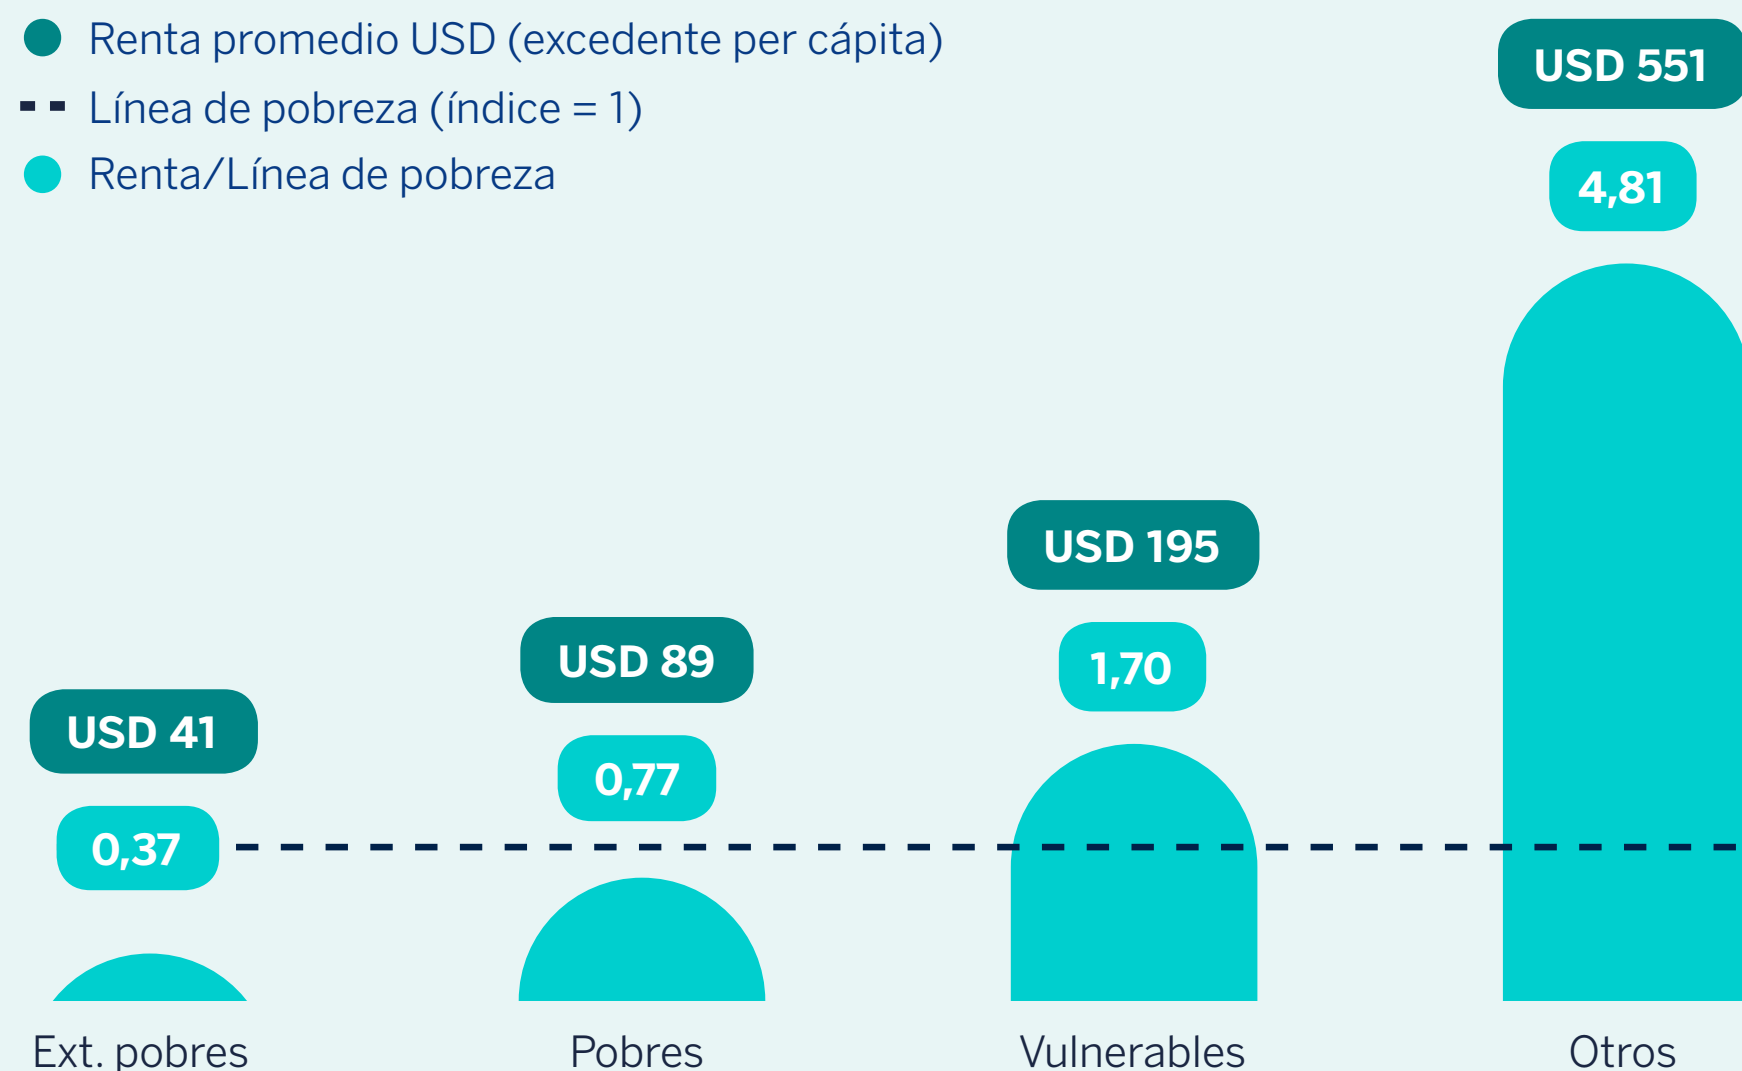 Renta promedio USD (excedente per cápita)
Línea de pobreza (índice = 1)
Renta/Línea de pobreza
USD 551
4,81
USD 195
1,70
USD 89
0,77
USD 41
0,37
Ext. pobres
Pobres
Vulnerables
Otros